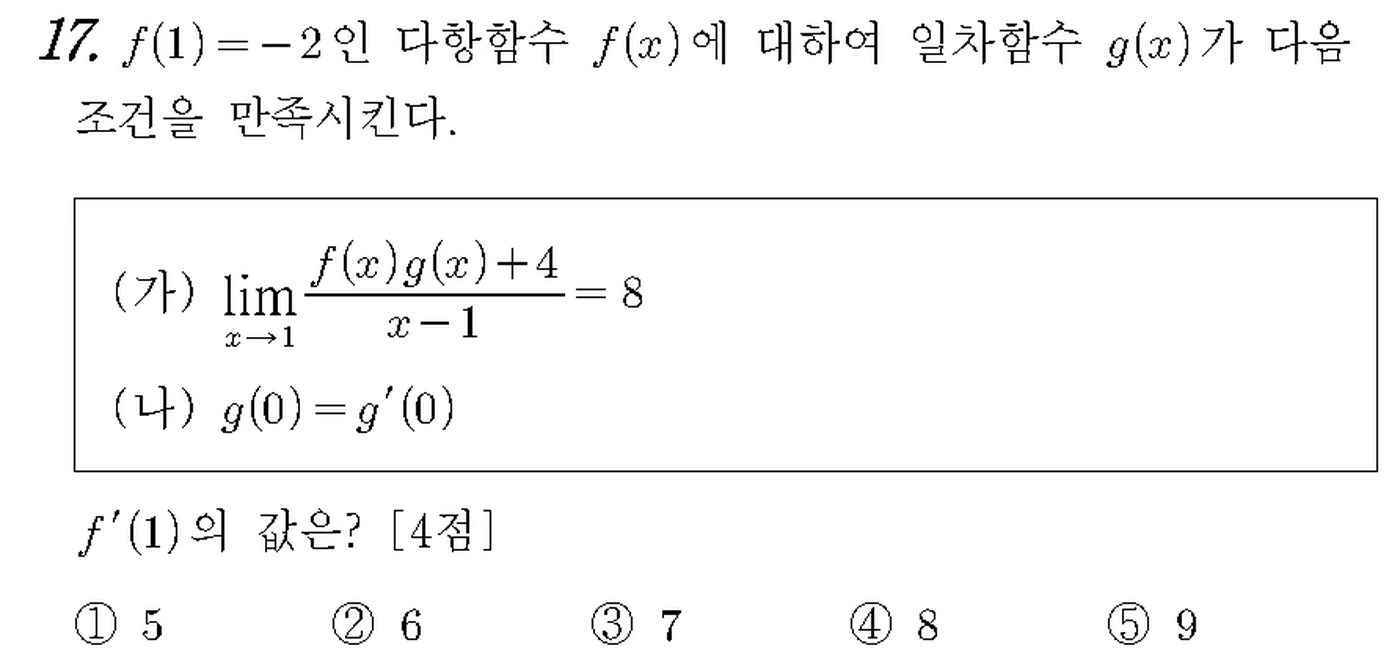 17. f(1)=-2인 다항함수 f(x)에 대하여 일차함수 g(x)가 다음
조건을 만족시킨다.
(가) lim_{x→1} \frac{f(x)g(x)+4}{x-1} = 8
(나) g(0)=g'(0)
f'(1)의 값은? [4점]
① 5 ② 6 ③ 7 ④ 8 ⑤ 9